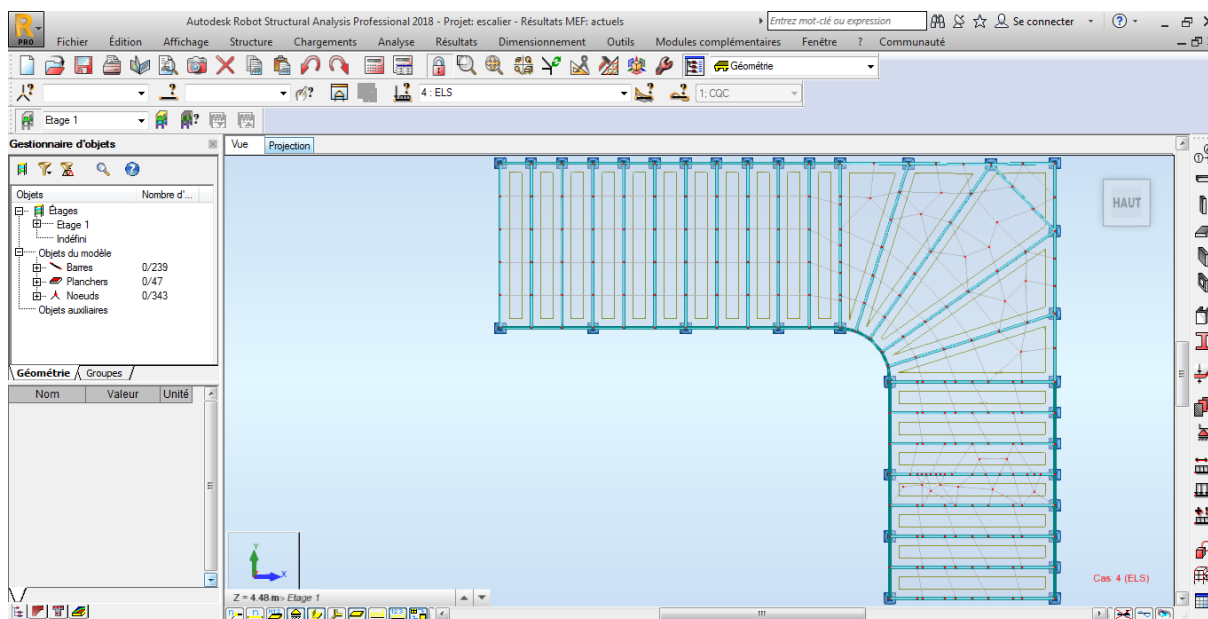 Autodesk Robot Structural Analysis Professional 2018 - Projet: escalier - Résultats MEF: actuels
Entrez mot-clé ou expression
Se connecter
PRO
Fichier Édition Affichage Structure Chargements Analyse Résultats Dimensionnement Outils Modules complémentaires Fenêtre ? Communauté
Géométrie
4 : ELS
1; CQC
Etage 1
Gestionnaire d'objets
Vue Projection
Objets Nombre d'...
Étages
Etage 1
Indéfini
Objets du modèle
Barres 0/239
Planchers 0/47
Noeuds 0/343
Objets auxiliaires
Géométrie Groupes
Nom Valeur Unité
HAUT
Y
X
Cas: 4 (ELS)
Z = 4.48 m - Etage 1